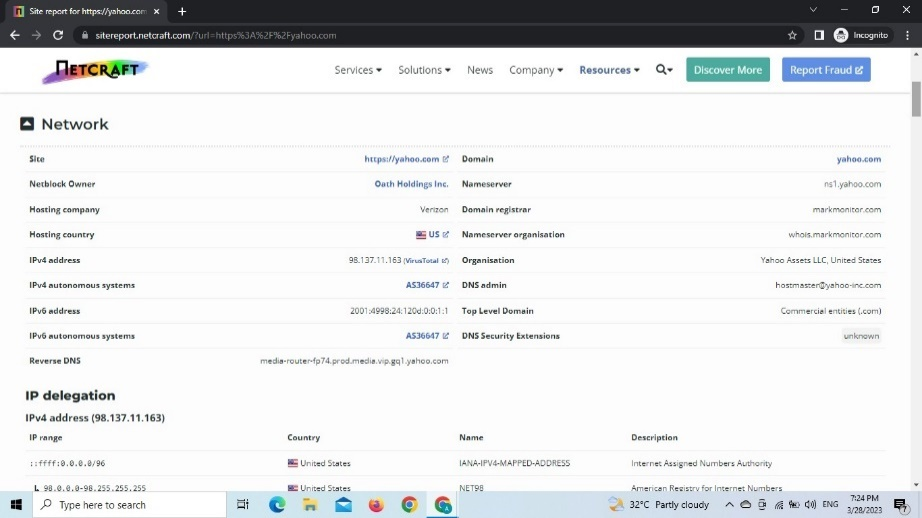 Site report for https://yahoo.com
sitereport.netcraft.com/?url=https%3A%2F%2Fyahoo.com
Incognito
NETCRAFT
Services
Solutions
News
Company
Resources
Discover More
Report Fraud
Network
Site https://yahoo.com Domain yahoo.com
Netblock Owner Oath Holdings Inc. Nameserver ns1.yahoo.com
Hosting company Verizon Domain registrar markmonitor.com
Hosting country US Nameserver organisation whois.markmonitor.com
IPv4 address 98.137.11.163 (VirusTotal) Organisation Yahoo Assets LLC, United States
IPv4 autonomous systems AS36647 DNS admin hostmaster@yahoo-inc.com
IPv6 address 2001:4998:24:120d:0:0:1:1 Top Level Domain Commercial entities (.com)
IPv6 autonomous systems AS36647 DNS Security Extensions unknown
Reverse DNS media-router-fp74.prod.media.vip.gq1.yahoo.com
IP delegation
IPv4 address (98.137.11.163)
IP range Country Name Description
::ffff:0.0.0.0/96 United States IANA-IPV4-MAPPED-ADDRESS Internet Assigned Numbers Authority
98.0.0.0-98.255.255.255 United States NET98 American Registry for Internet Numbers
Type here to search
32°C Partly cloudy
ENG
7:24 PM
3/28/2023
7